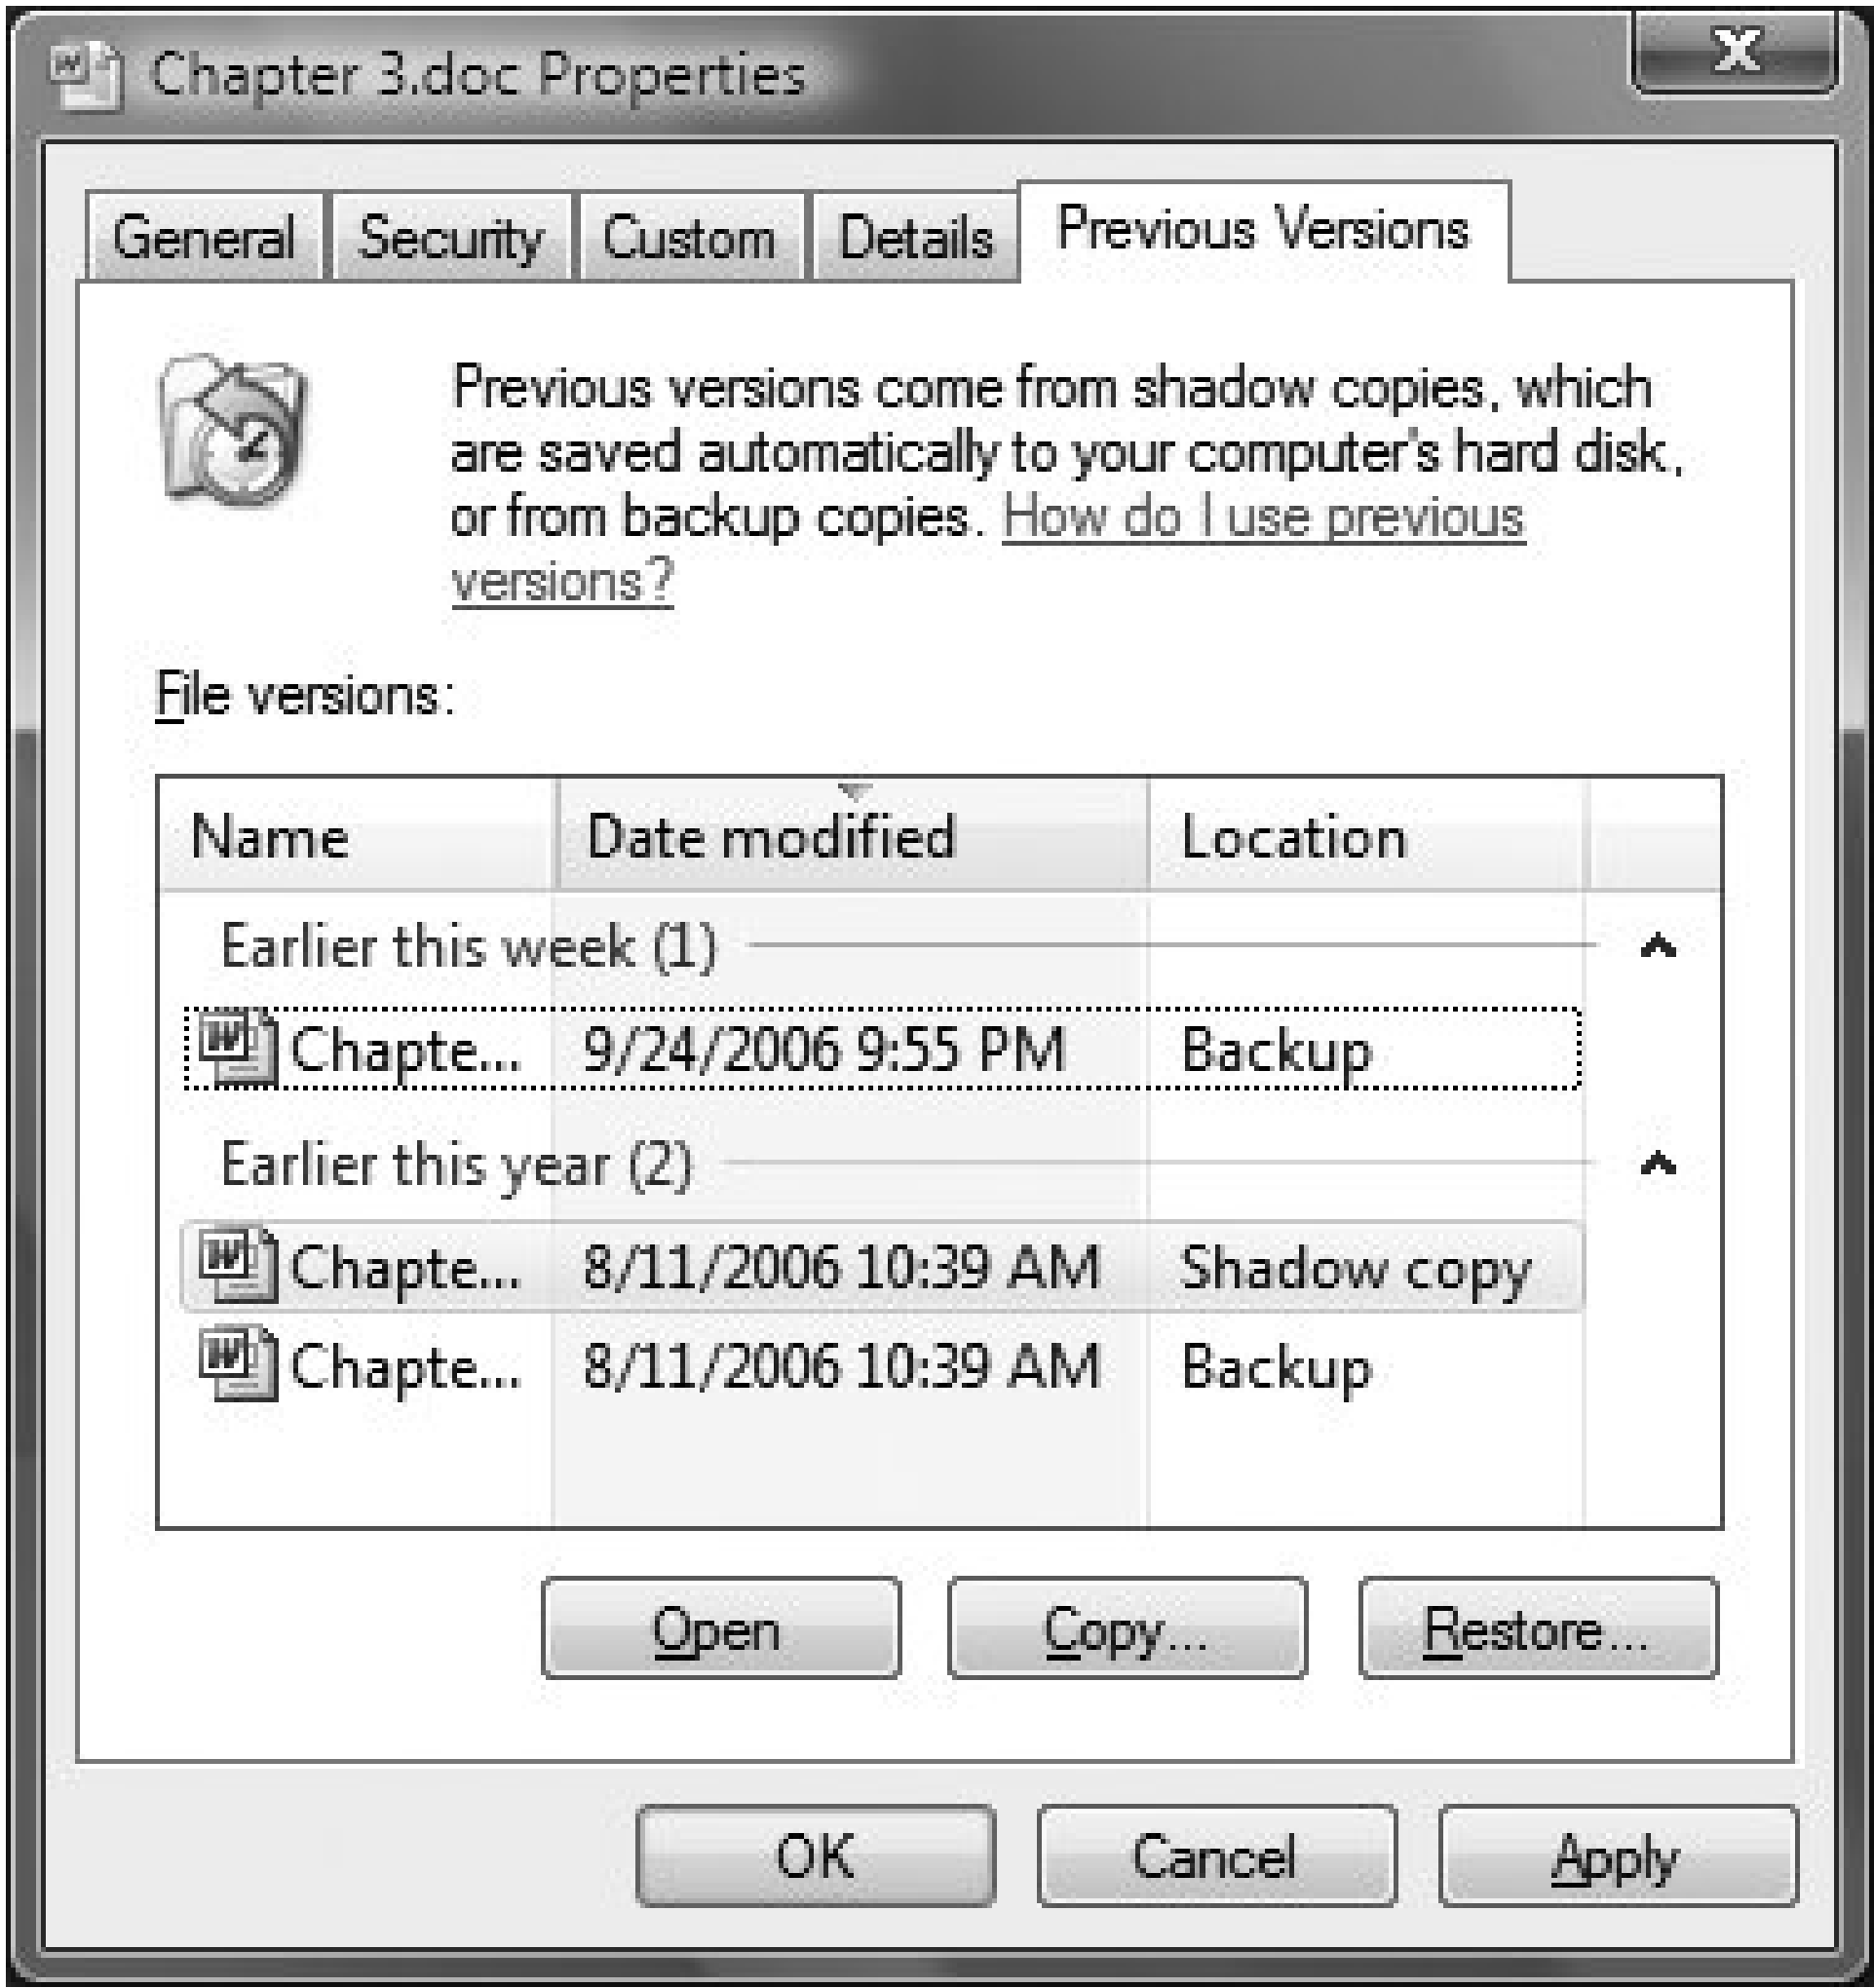 Chapter 3.doc Properties
X
General Security Custom Details Previous Versions
Previous versions come from shadow copies, which
are saved automatically to your computer's hard disk,
or from backup copies. How do I use previous
versions?
File versions:
Name Date modified Location
Earlier this week (1)
Chapte... 9/24/2006 9:55 PM Backup
Earlier this year (2)
Chapte... 8/11/2006 10:39 AM Shadow copy
Chapte... 8/11/2006 10:39 AM Backup
Open Copy... Restore...
OK Cancel Apply